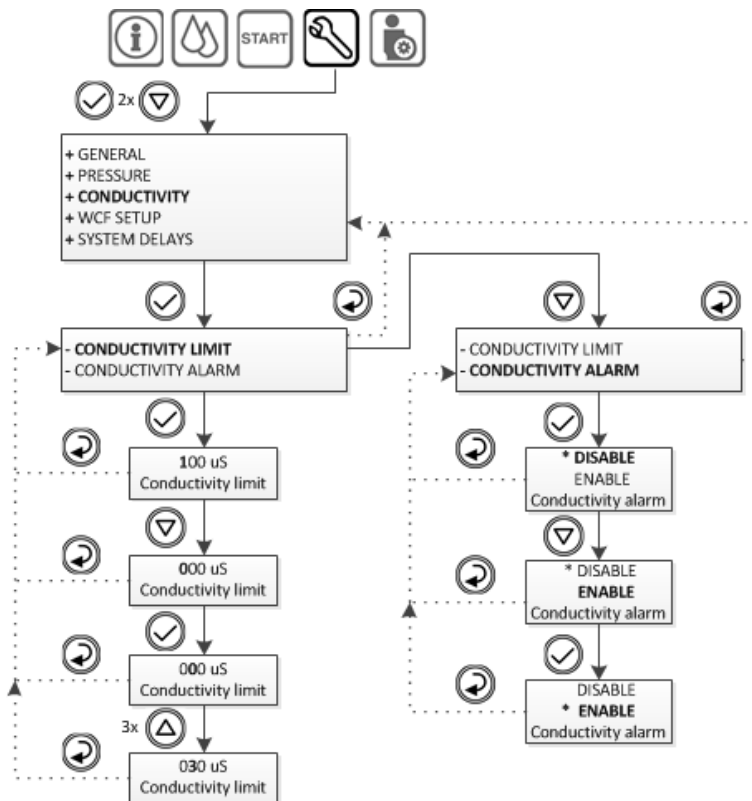 START
2x
+ GENERAL
+ PRESSURE
+ CONDUCTIVITY
+ WCF SETUP
+ SYSTEM DELAYS
- CONDUCTIVITY LIMIT
- CONDUCTIVITY ALARM
100 uS
Conductivity limit
000 uS
Conductivity limit
000 uS
Conductivity limit
3x
030 uS
Conductivity limit
- CONDUCTIVITY LIMIT
- CONDUCTIVITY ALARM
* DISABLE
ENABLE
Conductivity alarm
* DISABLE
ENABLE
Conductivity alarm
DISABLE
* ENABLE
Conductivity alarm